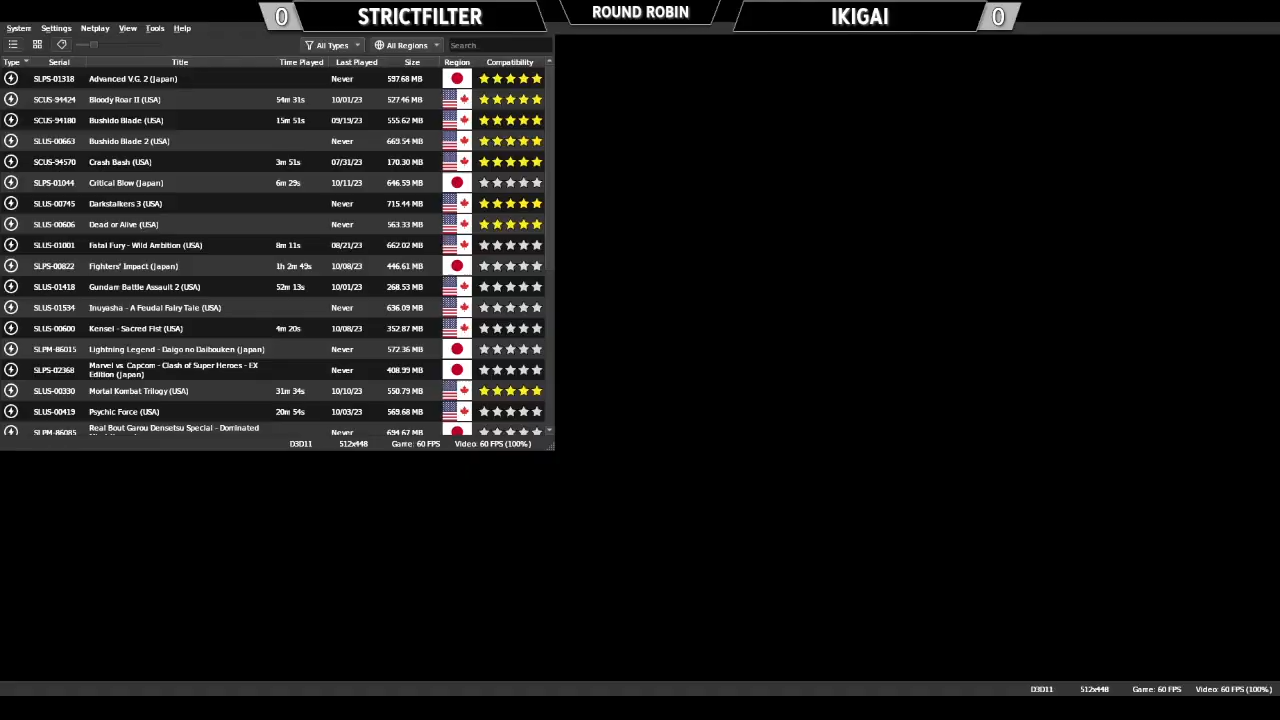 0 STRICTFILTER ROUND ROBIN IKIGAI 0
System Settings Netplay View Tools Help
All Types All Regions Search
Type Serial Title Time Played Last Played Size Region Compatibility
SLPS-01318 Advanced V.G. 2 (Japan) Never 597.68 MB
SCUS-94424 Bloody Roar II (USA) 54m 31s 10/01/23 527.46 MB
SCUS-94180 Bushido Blade (USA) 15m 51s 09/19/23 555.62 MB
SLUS-00663 Bushido Blade 2 (USA) Never 669.54 MB
SCUS-94570 Crash Bash (USA) 3m 51s 07/31/23 170.30 MB
SLPS-01044 Critical Blow (Japan) 6m 29s 10/11/23 646.59 MB
SLUS-00745 Darkstalkers 3 (USA) Never 715.44 MB
SLUS-00606 Dead or Alive (USA) Never 563.33 MB
SLUS-01001 Fatal Fury - Wild Ambition (USA) 8m 11s 08/21/23 662.02 MB
SLPS-00822 Fighters' Impact (Japan) 1h 2m 49s 10/08/23 446.61 MB
SLUS-01418 Gundam Battle Assault 2 (USA) 52m 13s 10/01/23 268.53 MB
SLUS-01534 Inuyasha - A Feudal Fairy Tale (USA) Never 636.09 MB
SLUS-00600 Kensei - Sacred Fist (USA) 4m 20s 10/08/23 352.87 MB
SLPM-86015 Lightning Legend - Daigo no Daibouken (Japan) Never 572.36 MB
SLPS-02368 Marvel vs. Capcom - Clash of Super Heroes - EX Never 408.99 MB
Edition (Japan)
SLUS-00330 Mortal Kombat Trilogy (USA) 31m 34s 10/10/23 550.79 MB
SLUS-00419 Psychic Force (USA) 20m 54s 10/03/23 569.68 MB
SLPM-86085 Real Bout Garou Densetsu Special - Dominated Never 694.67 MB
D3D11 512x448 Game: 60 FPS Video: 60 FPS (100%)
D3D11 512x448 Game: 60 FPS Video: 60 FPS (100%)